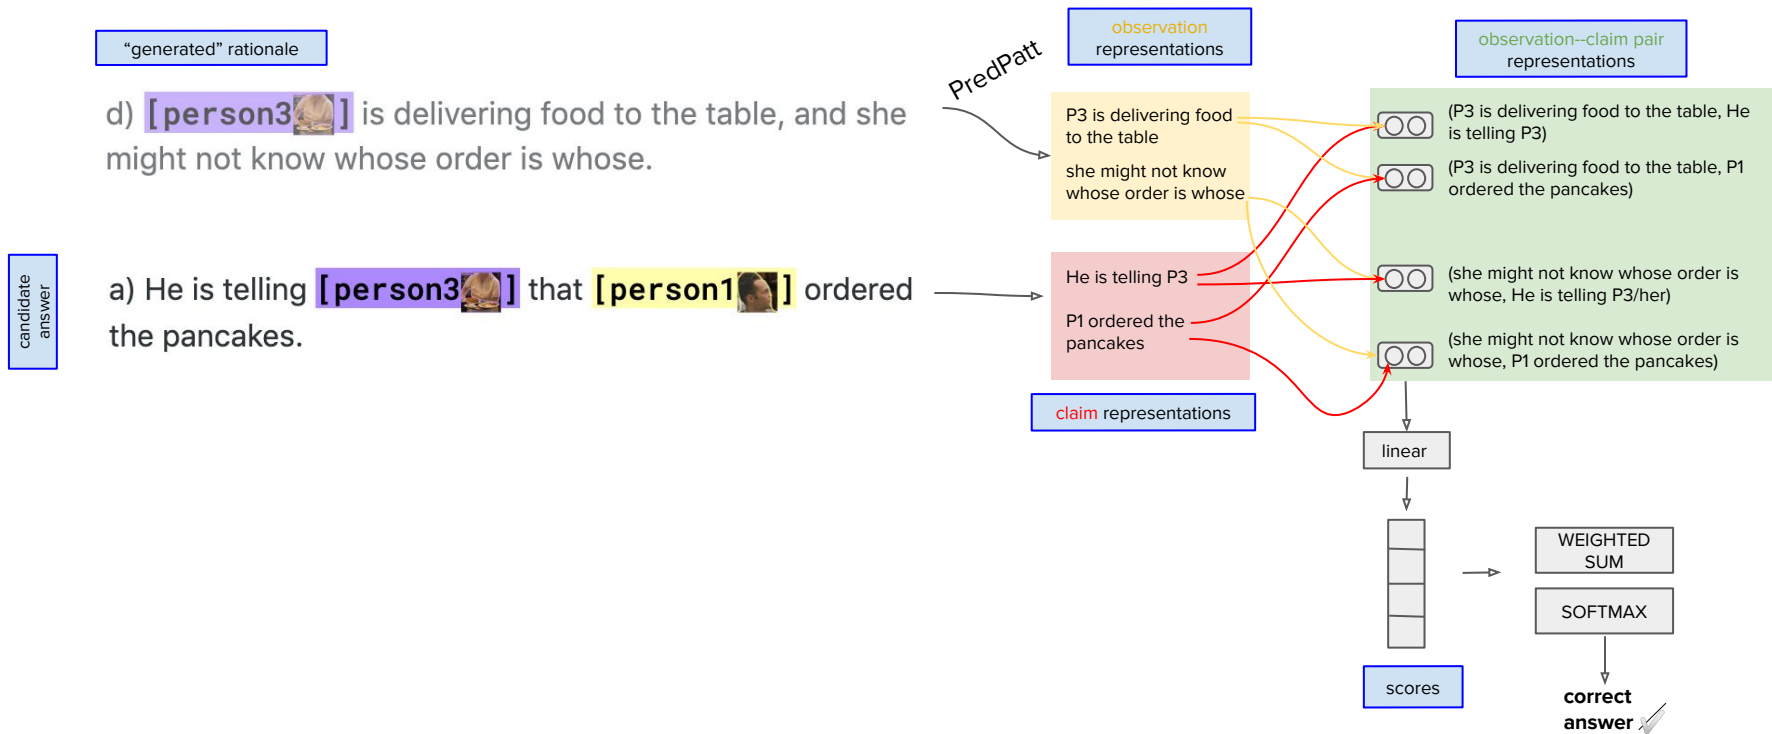 “generated” rationale
d) [person3 ] is delivering food to the table, and she
might not know whose order is whose.
candidate
answer
a) He is telling [person3 ] that [person1 ] ordered
the pancakes.
PredPatt
observation
representations
P3 is delivering food
to the table
she might not know
whose order is whose
He is telling P3
P1 ordered the
pancakes
claim representations
observation--claim pair
representations
(P3 is delivering food to the table, He
is telling P3)
(P3 is delivering food to the table, P1
ordered the pancakes)
(she might not know whose order is
whose, He is telling P3/her)
(she might not know whose order is
whose, P1 ordered the pancakes)
linear
scores
WEIGHTED
SUM
SOFTMAX
correct
answer